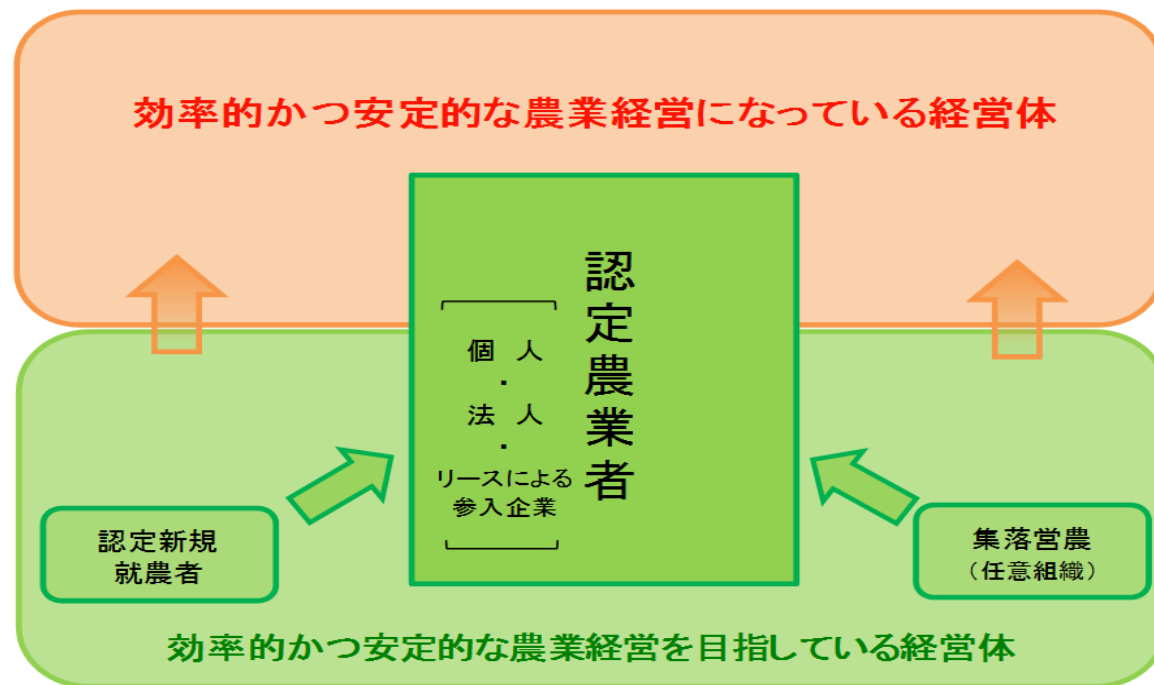 効率的かつ安定的な農業経営になっている経営体
認定農業者
個　人
・
法　人
・
リースによる
参入企業
認定新規
就農者
集落営農
（任意組織）
効率的かつ安定的な農業経営を目指している経営体